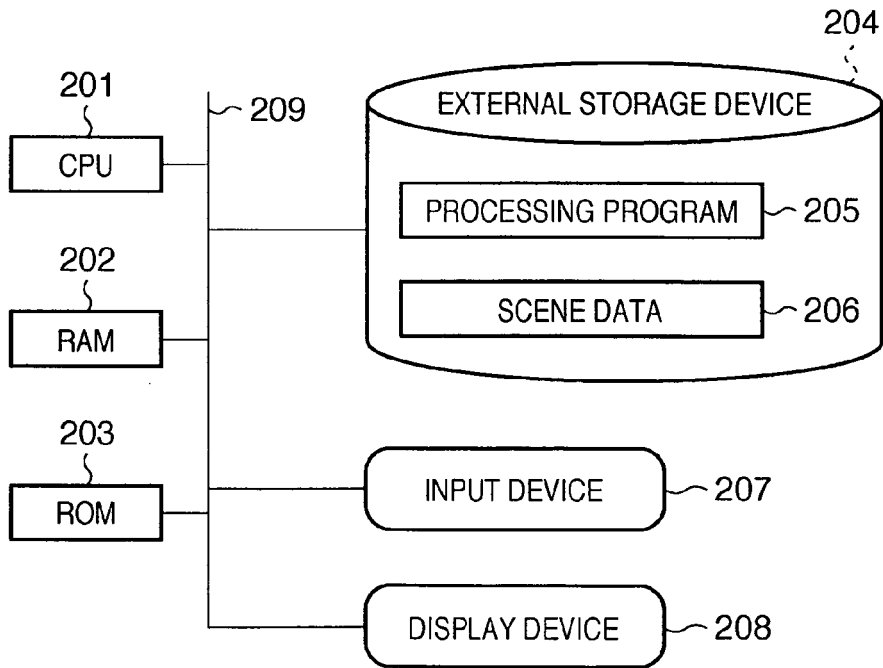 204
201
209
EXTERNAL STORAGE DEVICE
CPU
PROCESSING PROGRAM
205
202
SCENE DATA
206
RAM
203
INPUT DEVICE
207
ROM
DISPLAY DEVICE
208